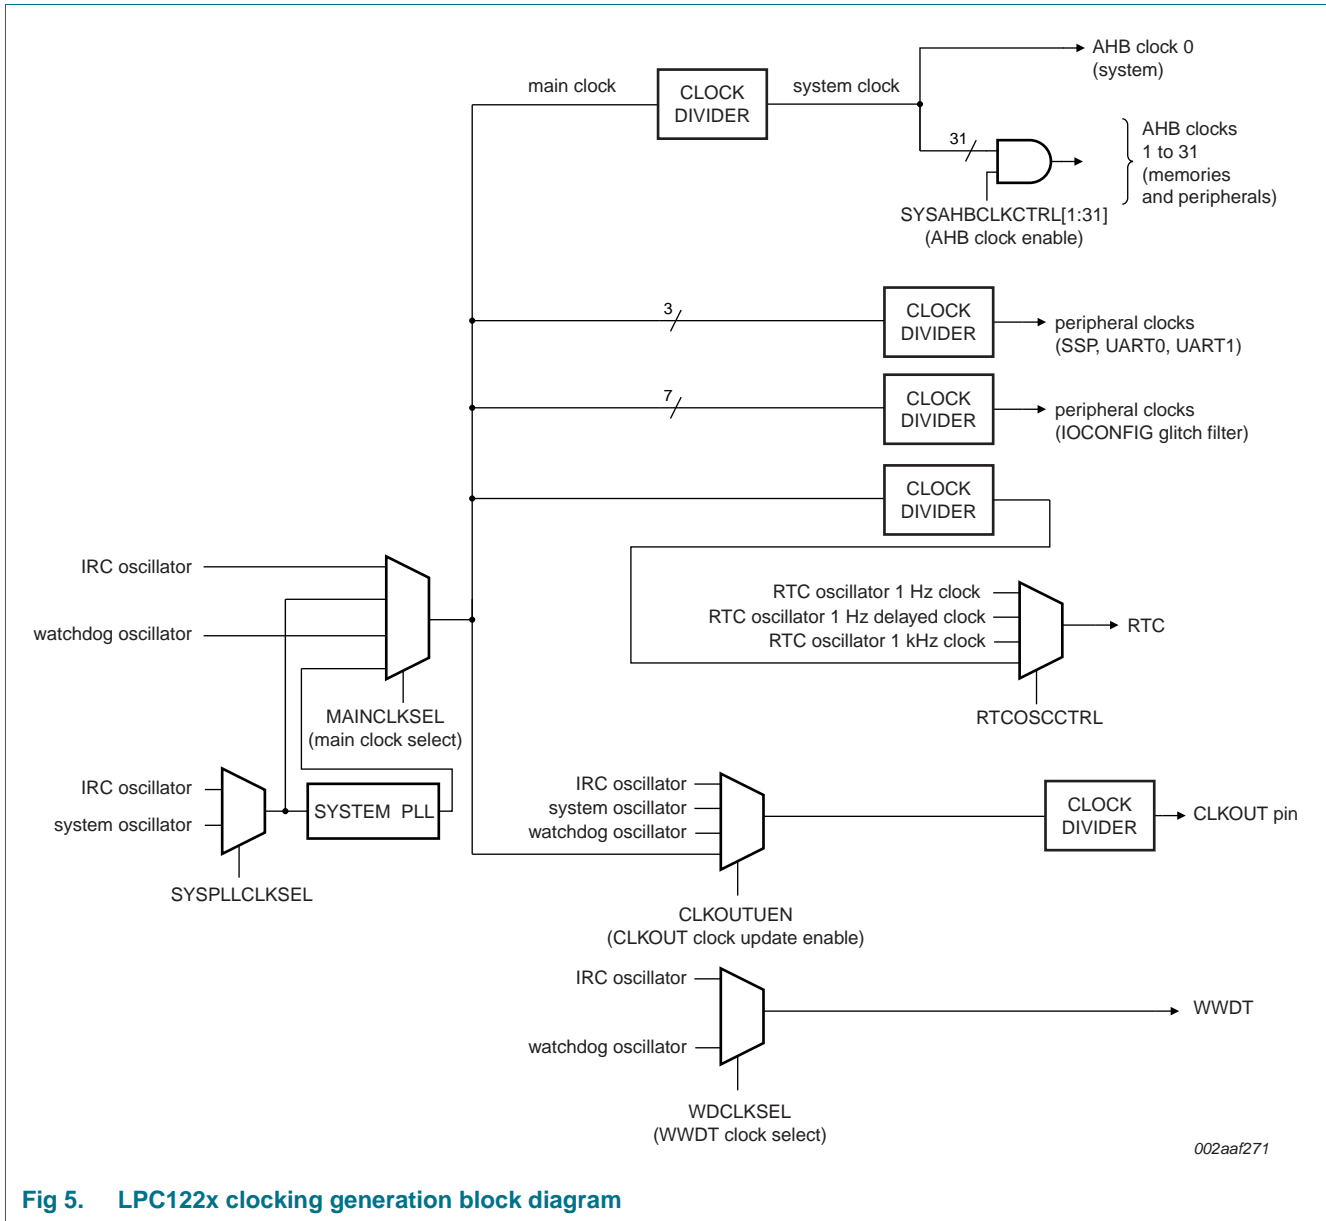 AHB clock 0
(system)
main clock
CLOCK
DIVIDER
system clock
31
AHB clocks
1 to 31
(memories
and peripherals)
SYSAHBCLKCTRL[1:31]
(AHB clock enable)
3
CLOCK
DIVIDER
peripheral clocks
(SSP, UART0, UART1)
7
CLOCK
DIVIDER
peripheral clocks
(IOCONFIG glitch filter)
CLOCK
DIVIDER
IRC oscillator
watchdog oscillator
MAINCLKSEL
(main clock select)
RTC oscillator 1 Hz clock
RTC oscillator 1 Hz delayed clock
RTC oscillator 1 kHz clock
RTC
RTCOSCCTRL
IRC oscillator
system oscillator
SYSTEM PLL
SYSPLLCLKSEL
IRC oscillator
system oscillator
watchdog oscillator
CLOCK
DIVIDER
CLKOUT pin
CLKOUTUEN
(CLKOUT clock update enable)
IRC oscillator
watchdog oscillator
WWDT
WDCLKSEL
(WWDT clock select)
002aaf271
Fig 5. LPC122x clocking generation block diagram